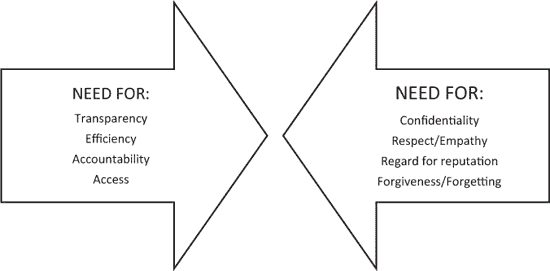 NEED FOR:
Transparency
Efficiency
Accountability
Access
NEED FOR:
Confidentiality
Respect/Empathy
Regard for reputation
Forgiveness/Forgetting